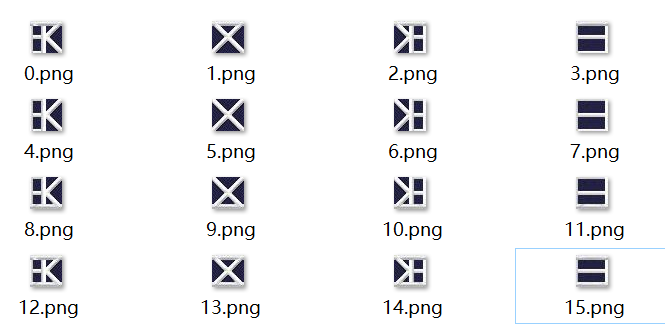 0.png 1.png 2.png 3.png
4.png 5.png 6.png 7.png
8.png 9.png 10.png 11.png
12.png 13.png 14.png 15.png